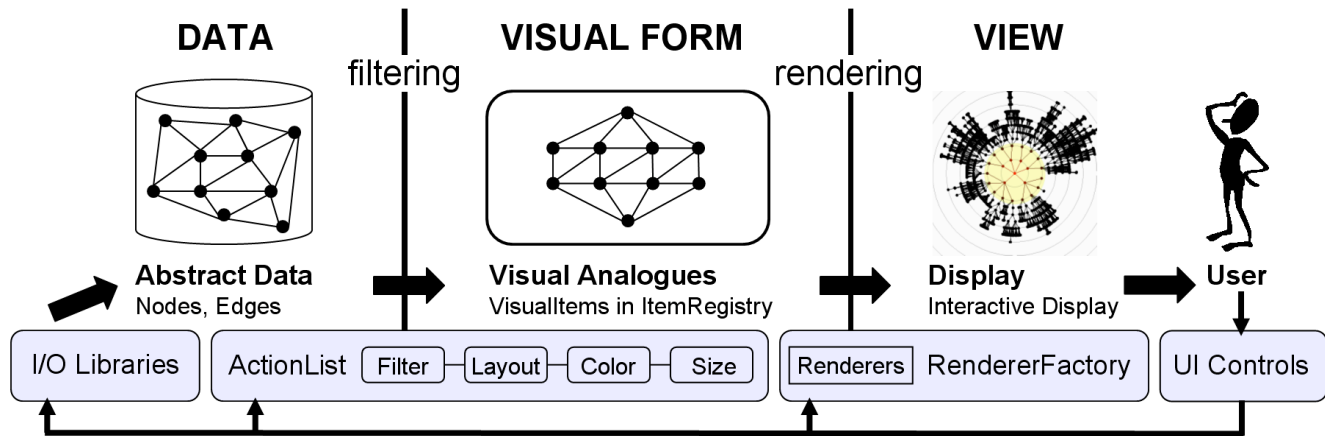 DATA
VISUAL FORM
VIEW
filtering
rendering
Abstract Data
Nodes, Edges
Visual Analogues
VisualItems in ItemRegistry
Display
Interactive Display
User
I/O Libraries
ActionList
Filter
Layout
Color
Size
Renderers
RendererFactory
UI Controls